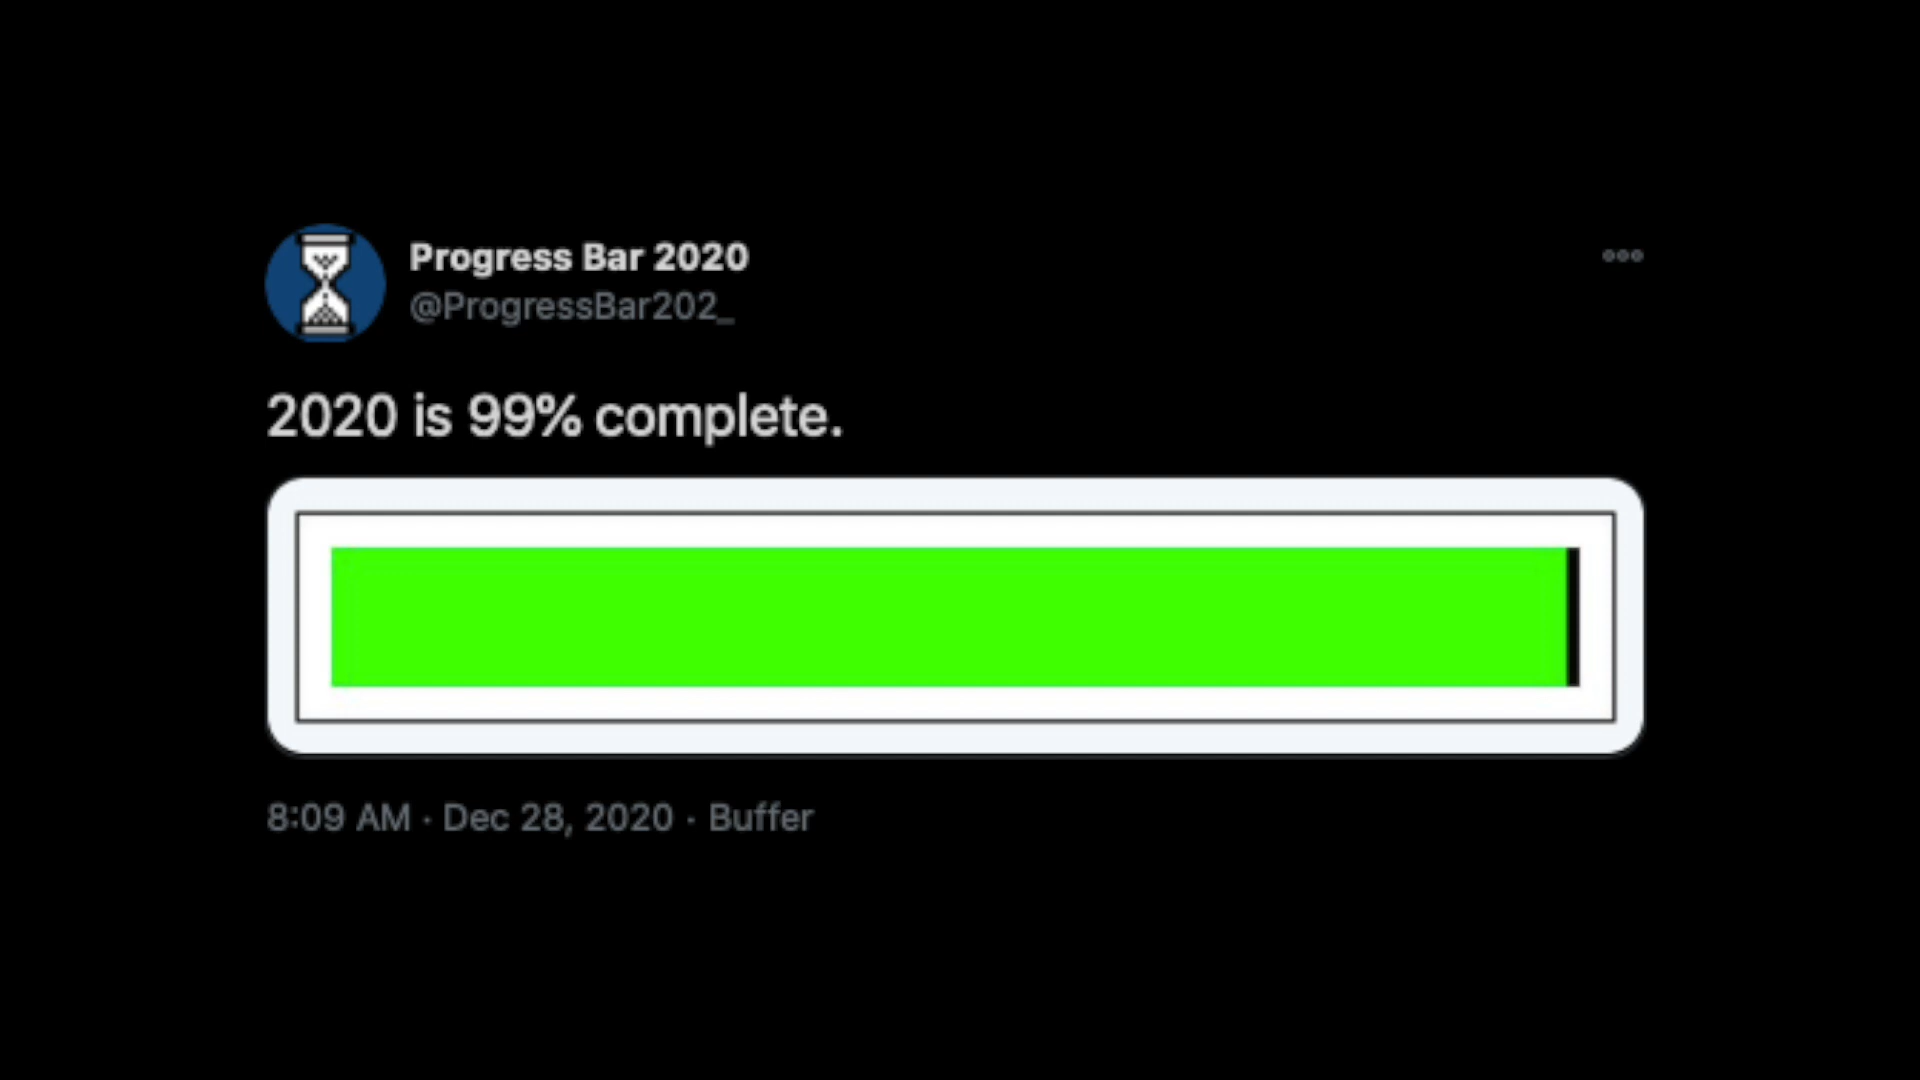 Progress Bar 2020
@ProgressBar202_
2020 is 99% complete.
8:09 AM · Dec 28, 2020 · Buffer